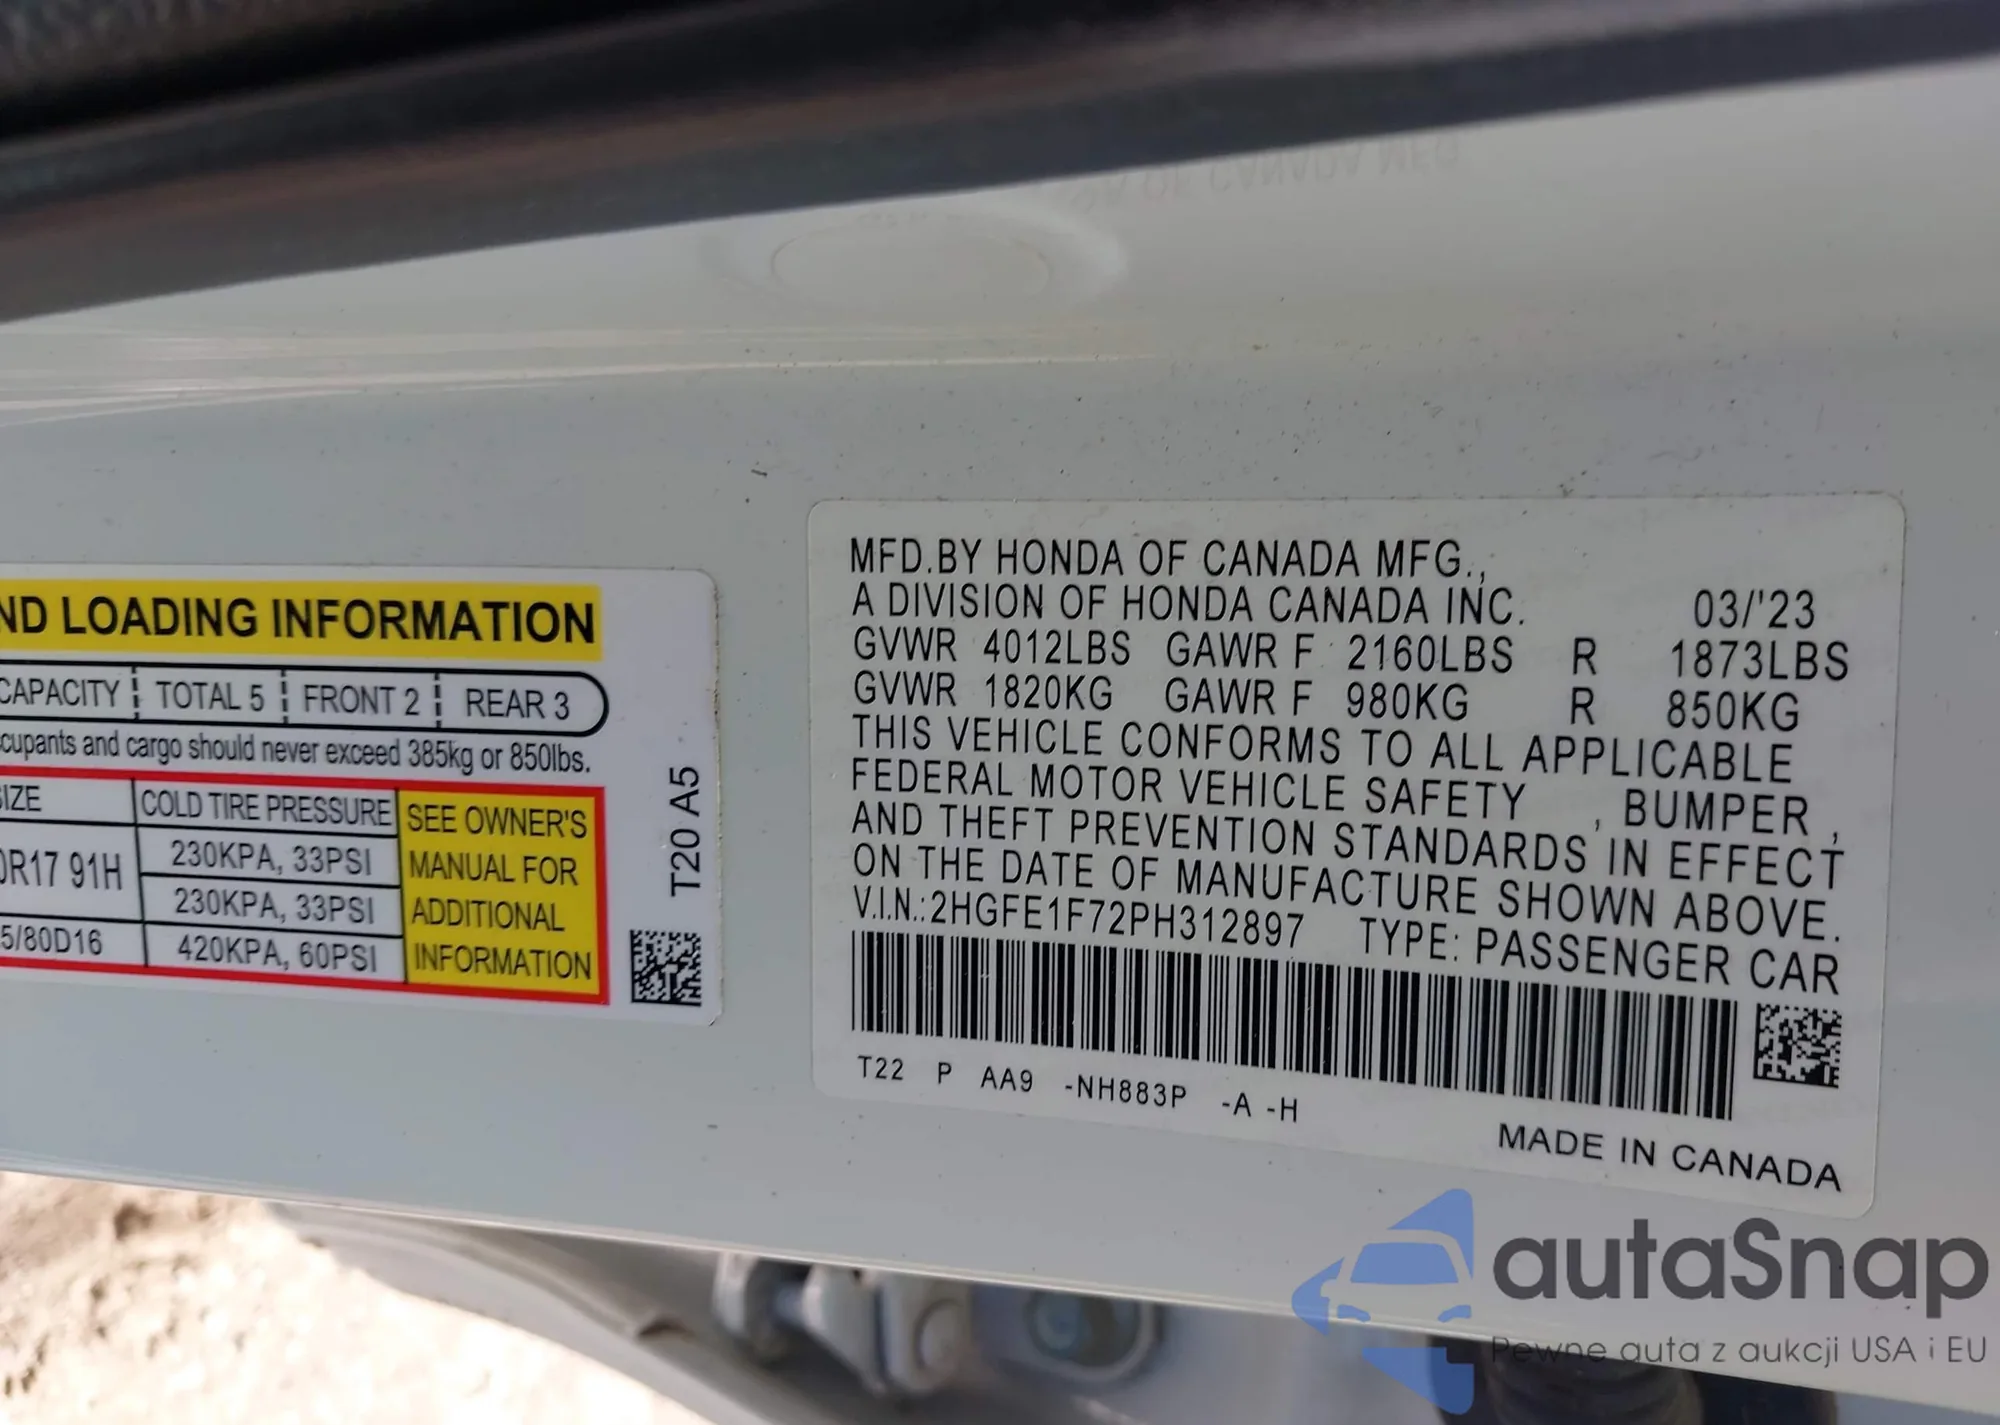 ND LOADING INFORMATION
CAPACITY TOTAL 5 FRONT 2 REAR 3
cupants and cargo should never exceed 385kg or 850lbs.
IZE COLD TIRE PRESSURE SEE OWNER'S
MANUAL FOR
ADDITIONAL
INFORMATION
0R17 91H 230KPA, 33PSI
230KPA, 33PSI
5/80D16 420KPA, 60PSI
T20 A5
MFD.BY HONDA OF CANADA MFG.,
A DIVISION OF HONDA CANADA INC. 03/'23
GVWR 4012LBS GAWR F 2160LBS R 1873LBS
GVWR 1820KG GAWR F 980KG R 850KG
THIS VEHICLE CONFORMS TO ALL APPLICABLE
FEDERAL MOTOR VEHICLE SAFETY , BUMPER ,
AND THEFT PREVENTION STANDARDS IN EFFECT
ON THE DATE OF MANUFACTURE SHOWN ABOVE.
V.I.N.:2HGFE1F72PH312897 TYPE: PASSENGER CAR
T22 P AA9 -NH883P -A -H
MADE IN CANADA
autaSnap
Pewne auta z aukcji USA i EU